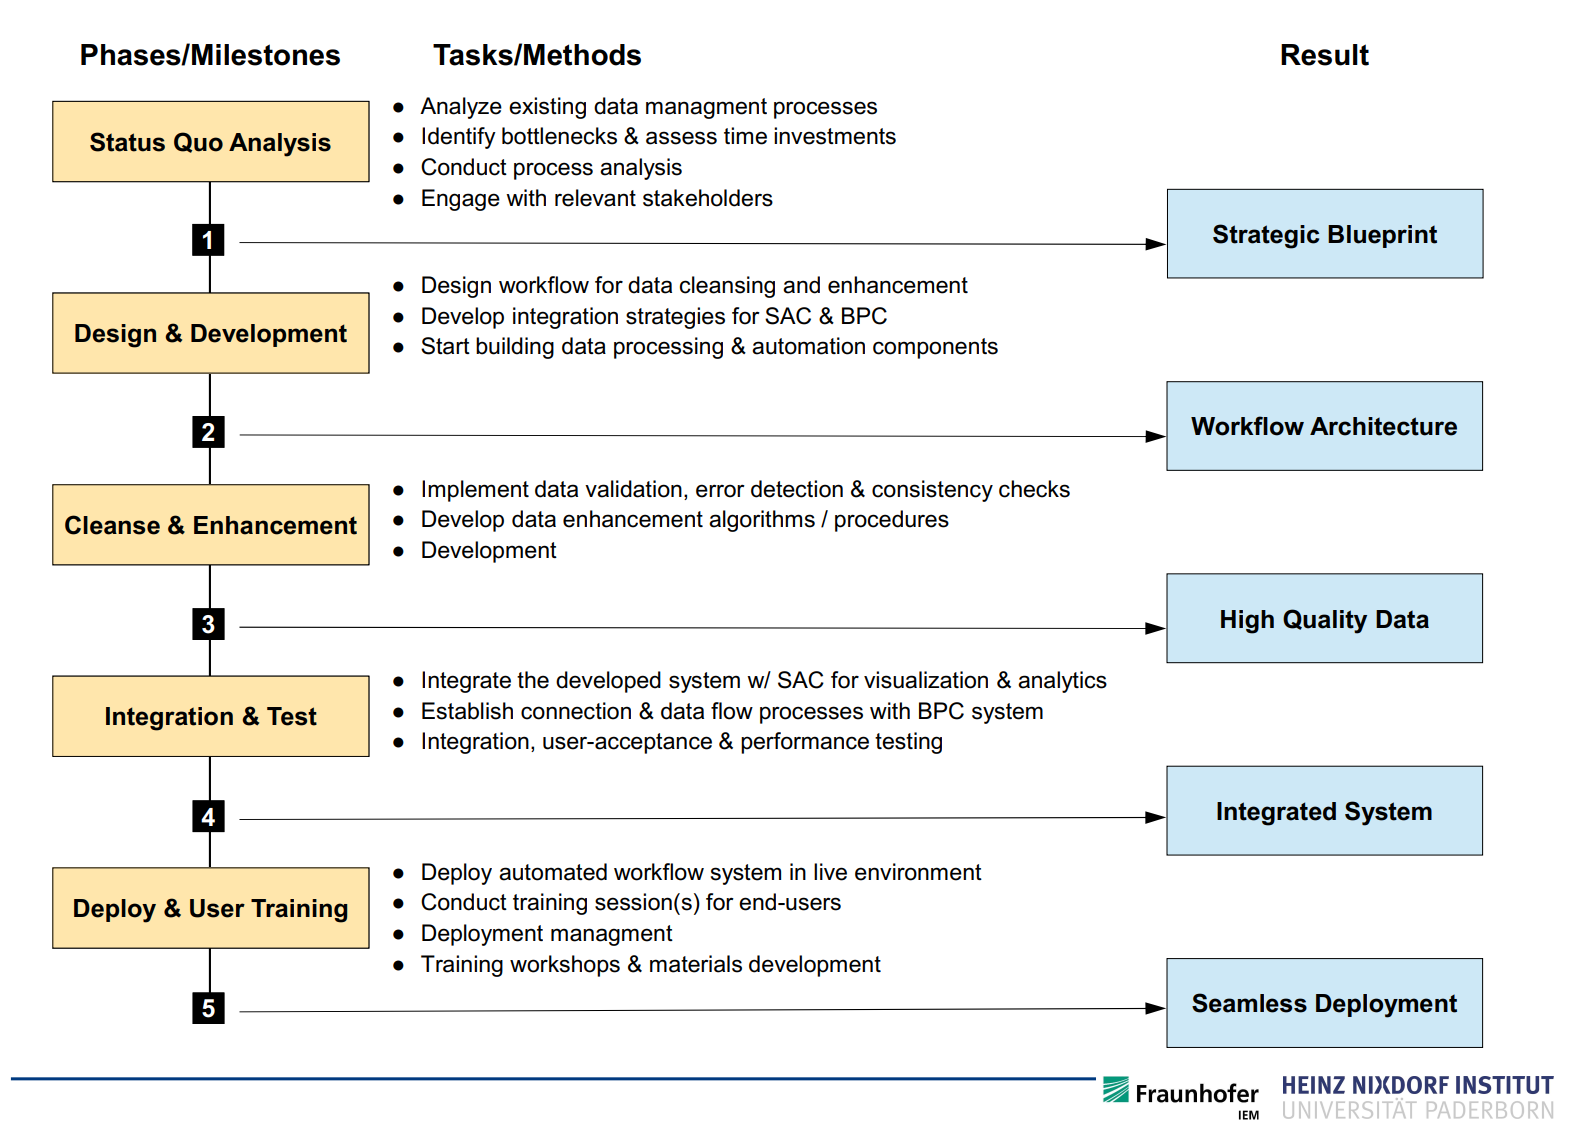 Phases/Milestones
Tasks/Methods
Result
Status Quo Analysis
● Analyze existing data managment processes
● Identify bottlenecks & assess time investments
● Conduct process analysis
● Engage with relevant stakeholders
1
Strategic Blueprint
Design & Development
● Design workflow for data cleansing and enhancement
● Develop integration strategies for SAC & BPC
● Start building data processing & automation components
2
Workflow Architecture
Cleanse & Enhancement
● Implement data validation, error detection & consistency checks
● Develop data enhancement algorithms / procedures
● Development
3
High Quality Data
Integration & Test
● Integrate the developed system w/ SAC for visualization & analytics
● Establish connection & data flow processes with BPC system
● Integration, user-acceptance & performance testing
4
Integrated System
Deploy & User Training
● Deploy automated workflow system in live environment
● Conduct training session(s) for end-users
● Deployment managment
● Training workshops & materials development
5
Seamless Deployment
Fraunhofer
IEM
HEINZ NIXDORF INSTITUT
UNIVERSITÄT PADERBORN